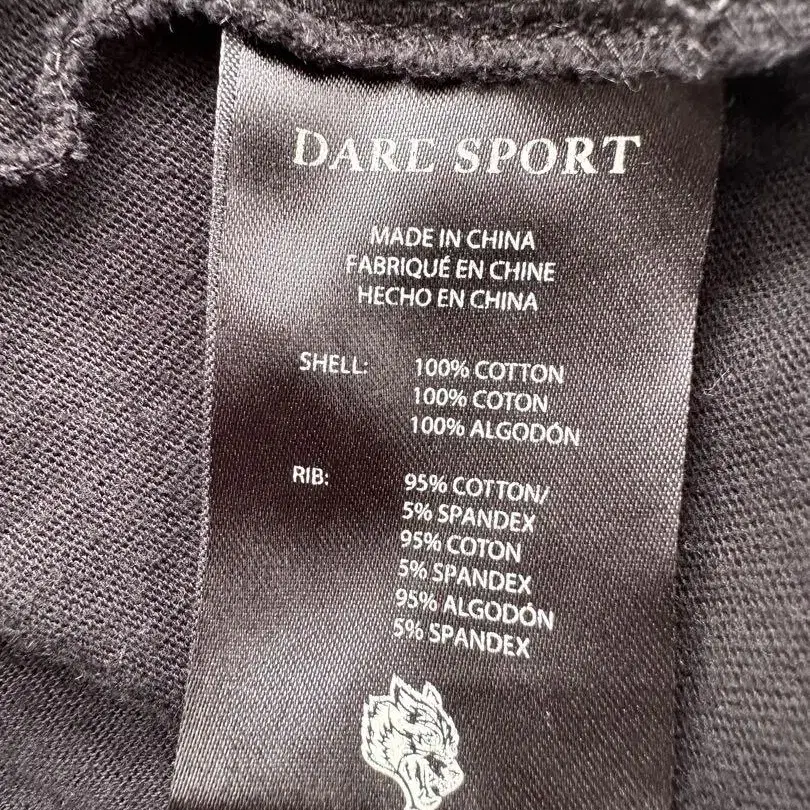 DARE SPORT
MADE IN CHINA
FABRIQUÉ EN CHINE
HECHO EN CHINA
SHELL: 100% COTTON
100% COTON
100% ALGODÓN
RIB: 95% COTTON/
5% SPANDEX
95% COTON
5% SPANDEX
95% ALGODÓN
5% SPANDEX